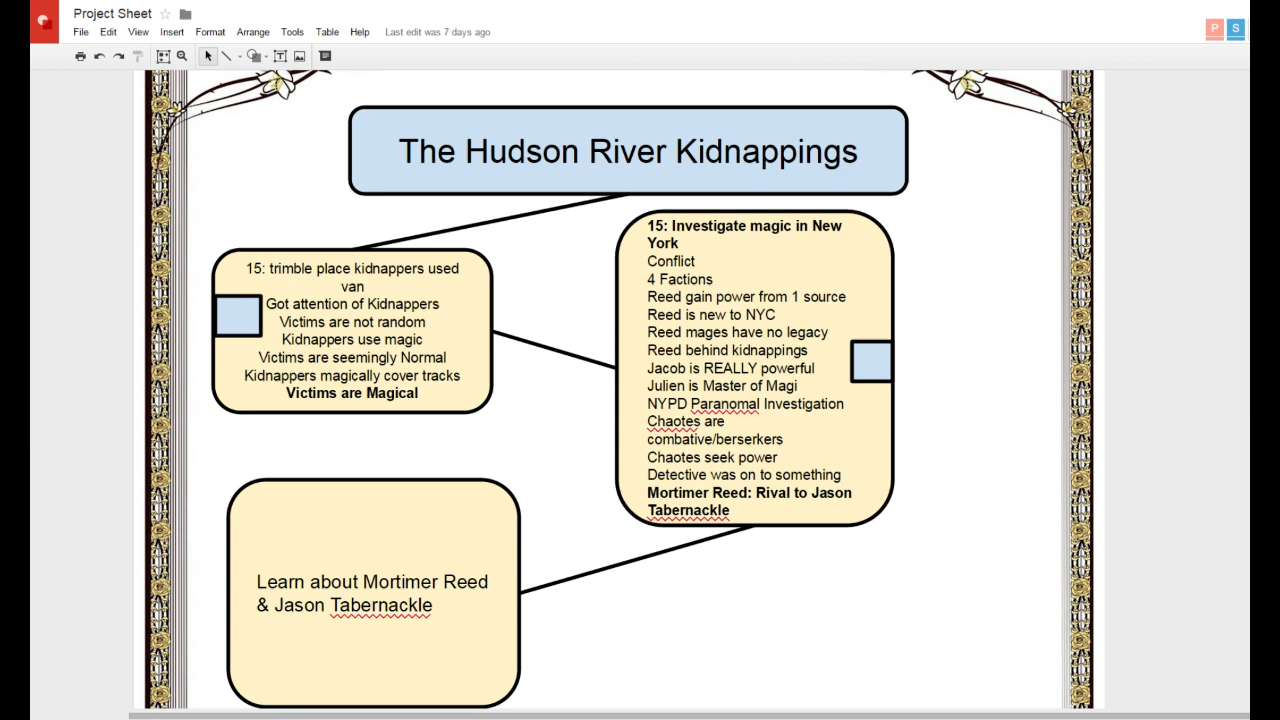 Project Sheet
File Edit View Insert Format Arrange Tools Table Help Last edit was 7 days ago
P S
The Hudson River Kidnappings
15: trimble place kidnappers used
van
Got attention of Kidnappers
Victims are not random
Kidnappers use magic
Victims are seemingly Normal
Kidnappers magically cover tracks
Victims are Magical
15: Investigate magic in New
York
Conflict
4 Factions
Reed gain power from 1 source
Reed is new to NYC
Reed mages have no legacy
Reed behind kidnappings
Jacob is REALLY powerful
Julien is Master of Magi
NYPD Paranomal Investigation
Chaotes are
combative/berserkers
Chaotes seek power
Detective was on to something
Mortimer Reed: Rival to Jason
Tabernackle
Learn about Mortimer Reed
& Jason Tabernackle